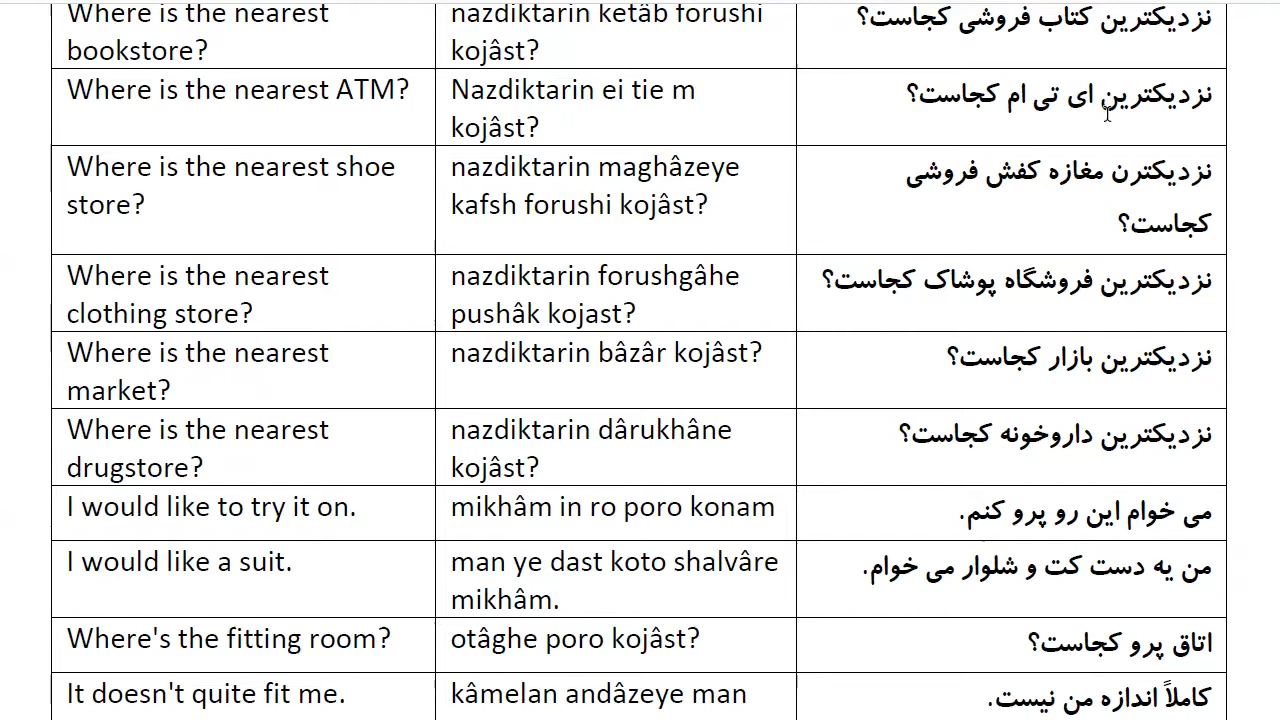 Where is the nearest
bookstore?
nazdiktarin ketäb forushi
kojâst?
نزدیکترین کتاب فروشی کجاست؟
Where is the nearest ATM?
Nazdiktarin ei tie m
kojâst?
نزدیکترین ای تی ام کجاست؟
Where is the nearest shoe
store?
nazdiktarin maghâzeye
kafsh forushi kojâst?
نزدیکترن مغازه کفش فروشی
کجاست؟
Where is the nearest
clothing store?
nazdiktarin forushgâhe
pushâk kojast?
نزدیکترین فروشگاه پوشاک کجاست؟
Where is the nearest
market?
nazdiktarin bâzâr kojâst?
نزدیکترین بازار کجاست؟
Where is the nearest
drugstore?
nazdiktarin dârukhâne
kojâst?
نزدیکترین داروخونه کجاست؟
I would like to try it on.
mikhâm in ro poro konam
می خوام این رو پرو کنم.
I would like a suit.
man ye dast koto shalvâre
mikhâm.
من یه دست کت و شلوار می خوام.
Where's the fitting room?
otâghe poro kojâst?
اتاق پرو کجاست؟
It doesn't quite fit me.
kâmelan andâzeye man
کاملاً اندازه من نیست.